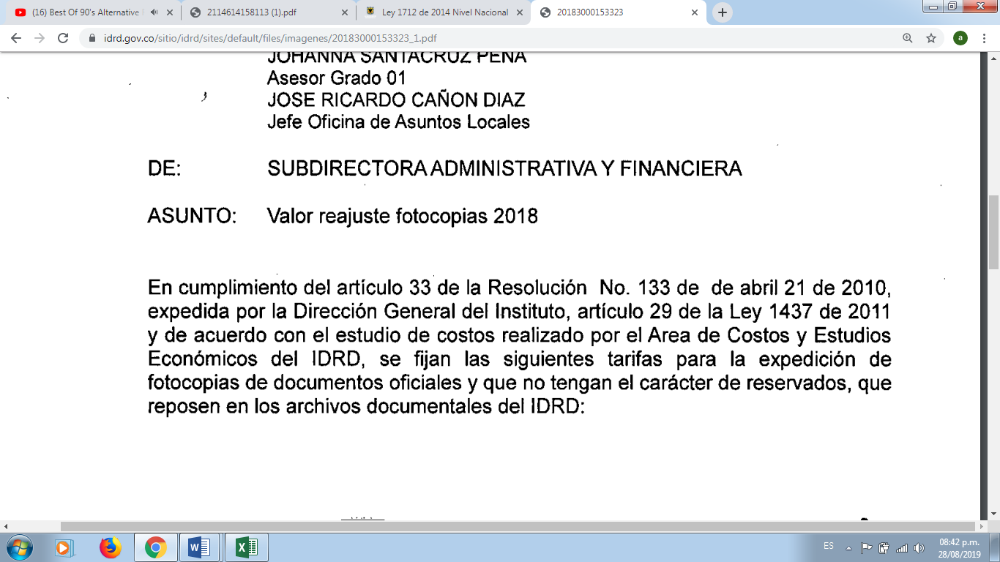 (16) Best Of 90's Alternative
2114614158113 (1).pdf
Ley 1712 de 2014 Nivel Nacional
20183000153323
idrd.gov.co/sitio/idrd/sites/default/files/imagenes/20183000153323_1.pdf
a
JOHANNA SANTACRUZ PEÑA
Asesor Grado 01
JOSE RICARDO CAÑON DIAZ
Jefe Oficina de Asuntos Locales
DE: SUBDIRECTORA ADMINISTRATIVA Y FINANCIERA
ASUNTO: Valor reajuste fotocopias 2018
En cumplimiento del artículo 33 de la Resolución No. 133 de de abril 21 de 2010,
expedida por la Dirección General del Instituto, artículo 29 de la Ley 1437 de 2011
y de acuerdo con el estudio de costos realizado por el Area de Costos y Estudios
Económicos del IDRD, se fijan las siguientes tarifas para la expedición de
fotocopias de documentos oficiales y que no tengan el carácter de reservados, que
reposen en los archivos documentales del IDRD:
ES
08:42 p.m.
28/08/2019